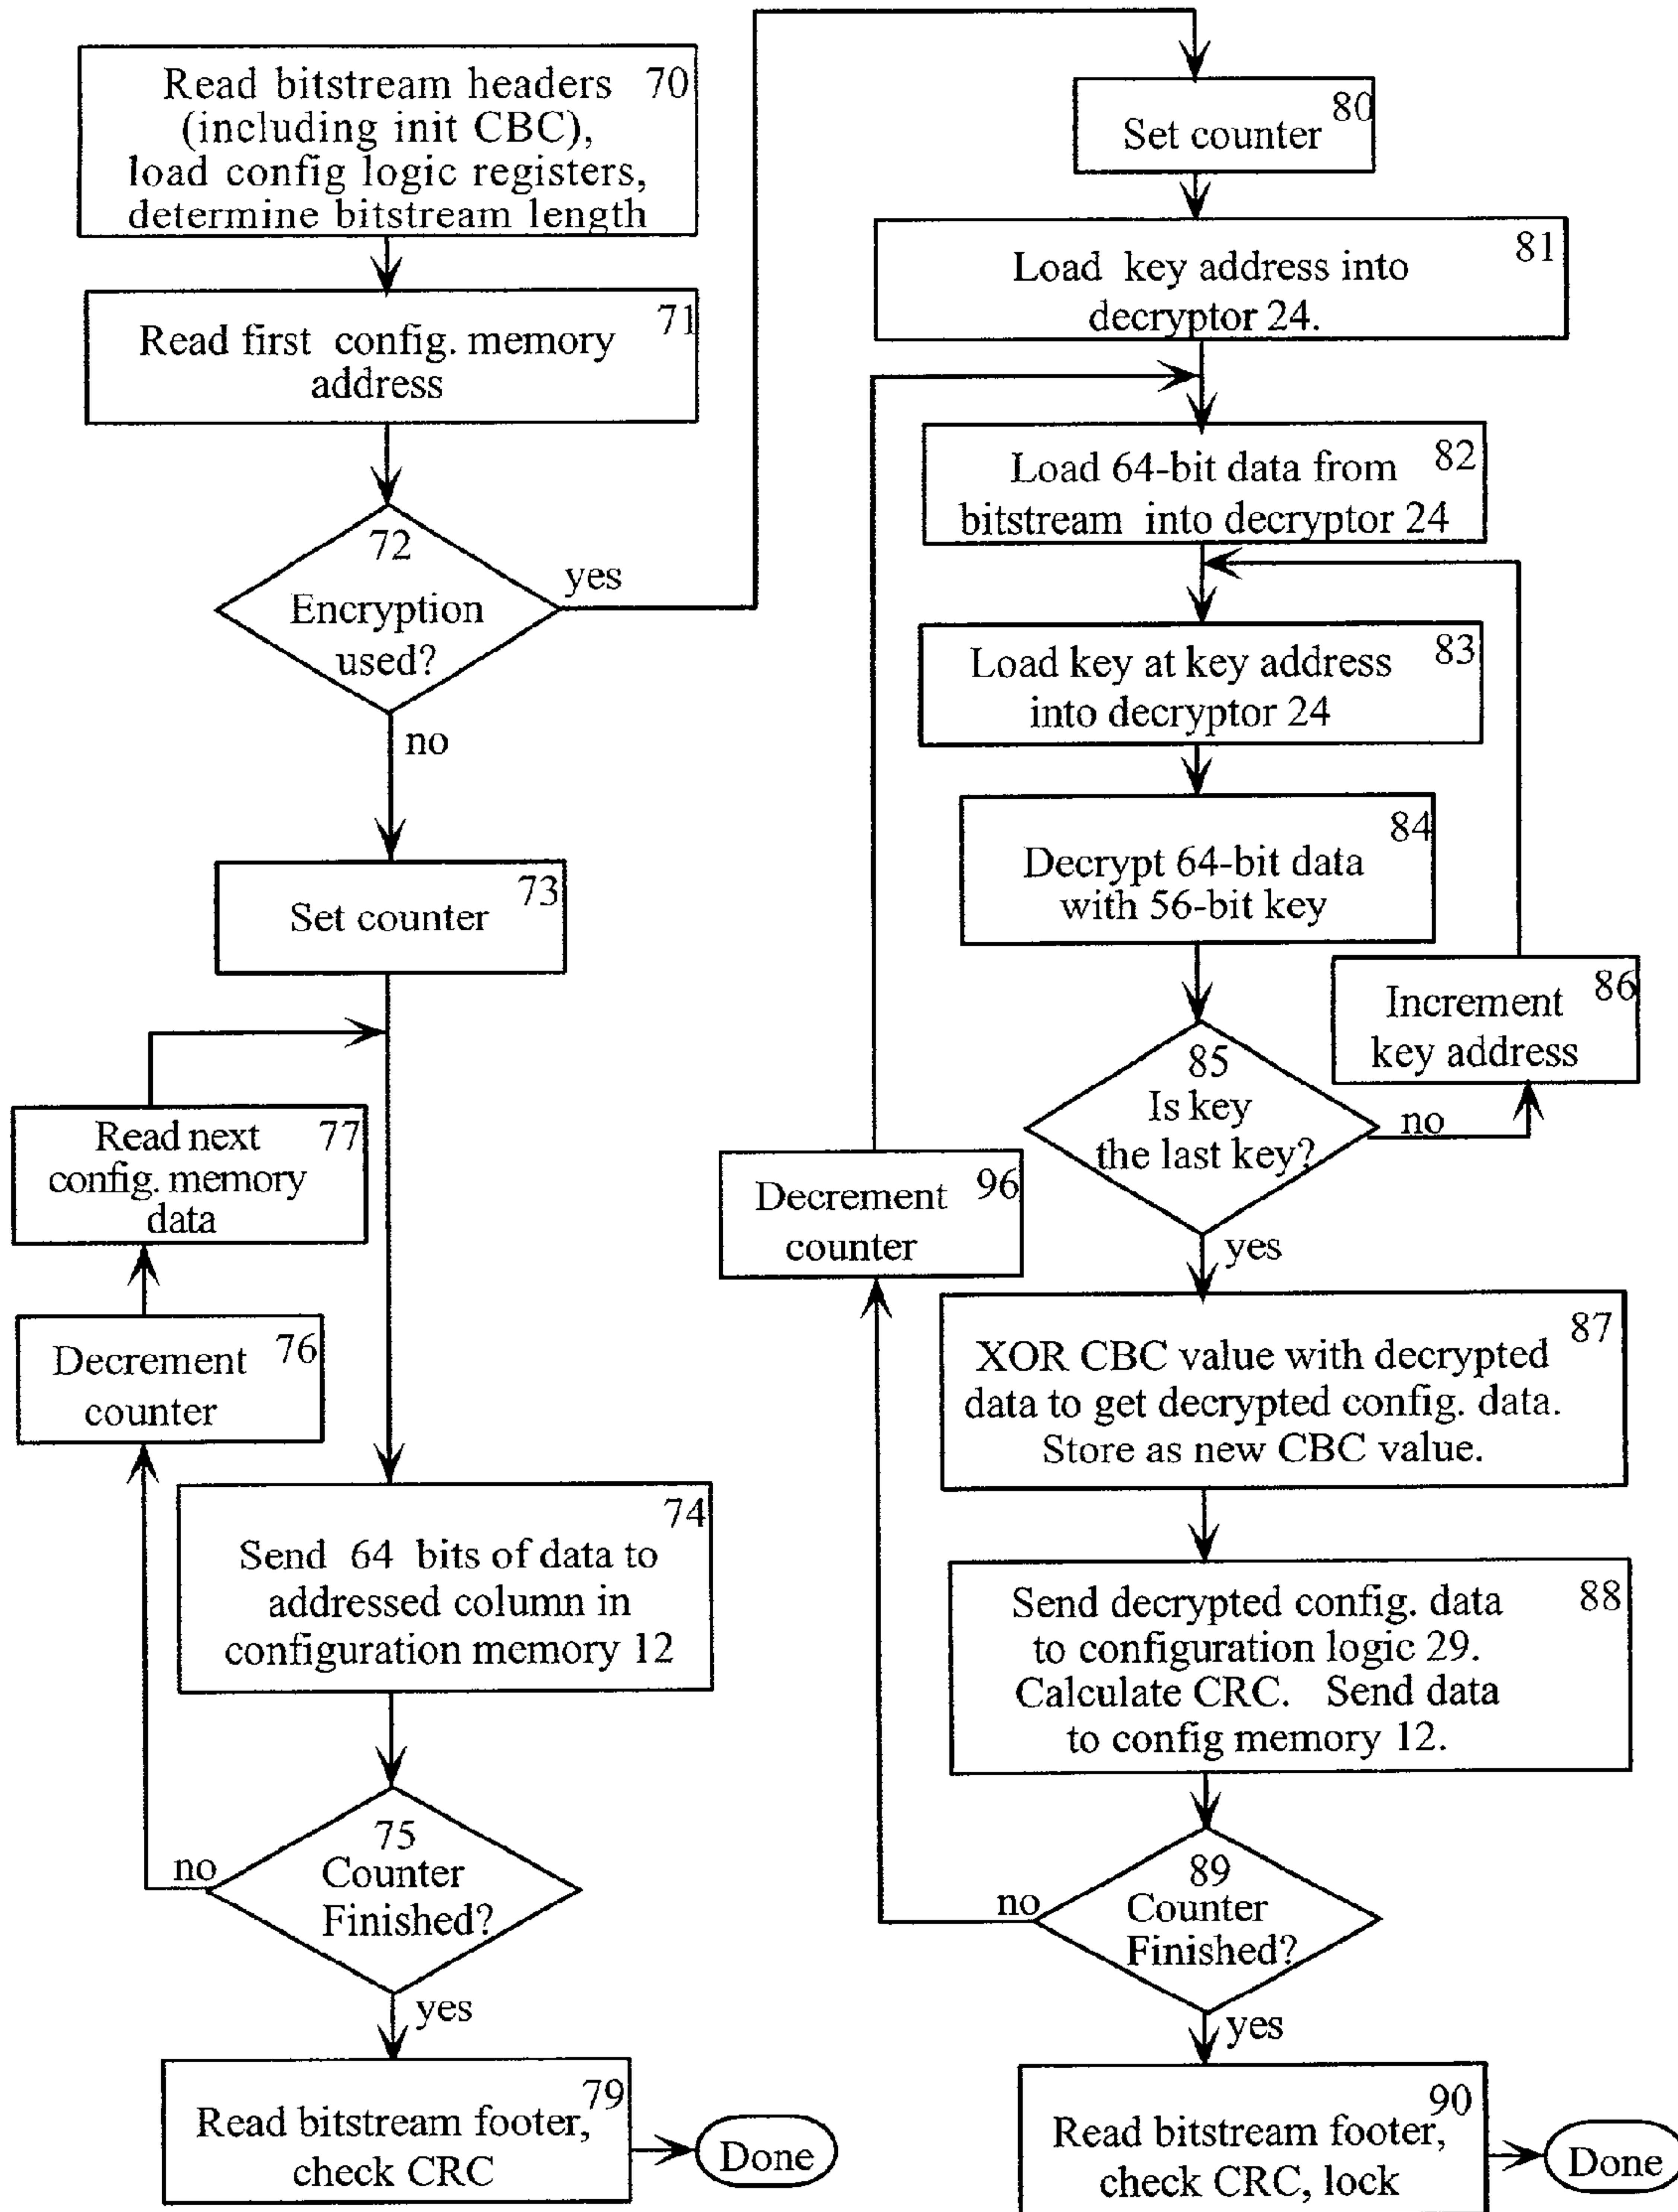 70
Read bitstream headers
(including init CBC),
load config logic registers,
determine bitstream length
71
Read first config. memory
address
72
Encryption
used?
yes
no
73
Set counter
77
Read next
config. memory
data
76
Decrement
counter
74
Send 64 bits of data to
addressed column in
configuration memory 12
75
Counter
Finished?
no
yes
79
Read bitstream footer,
check CRC
Done
80
Set counter
81
Load key address into
decryptor 24.
82
Load 64-bit data from
bitstream into decryptor 24
83
Load key at key address
into decryptor 24
84
Decrypt 64-bit data
with 56-bit key
86
Increment
key address
85
Is key
the last key?
no
yes
96
Decrement
counter
87
XOR CBC value with decrypted
data to get decrypted config. data.
Store as new CBC value.
88
Send decrypted config. data
to configuration logic 29.
Calculate CRC. Send data
to config memory 12.
89
Counter
Finished?
no
yes
90
Read bitstream footer,
check CRC, lock
Done